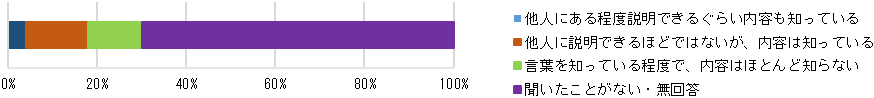 他人にある程度説明できるぐらい内容も知っている
他人に説明できるほどではないが、内容は知っている
言葉を知っている程度で、内容はほとんど知らない
聞いたことがない・無回答
0% 20% 40% 60% 80% 100%